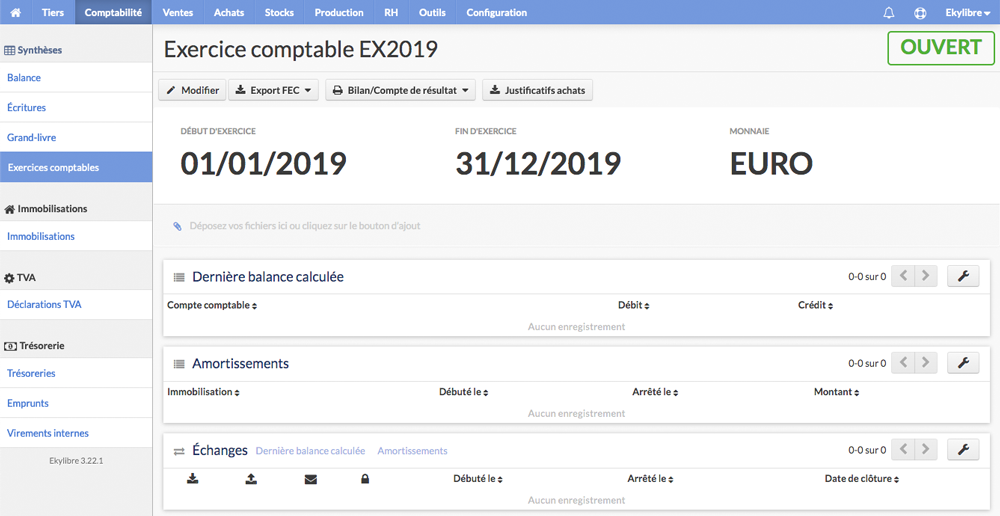 Tiers Comptabilité Ventes Achats Stocks Production RH Outils Configuration Ekylibre
Synthèses
Balance
Écritures
Grand-livre
Exercices comptables
Immobilisations
Immobilisations
TVA
Déclarations TVA
Trésorerie
Trésoreries
Emprunts
Virements internes
Ekylibre 3.22.1
Exercice comptable EX2019
OUVERT
Modifier Export FEC Bilan/Compte de résultat Justificatifs achats
DÉBUT D'EXERCICE FIN D'EXERCICE MONNAIE
01/01/2019 31/12/2019 EURO
Déposez vos fichiers ici ou cliquez sur le bouton d'ajout
Dernière balance calculée 0-0 sur 0
Compte comptable Débit Crédit
Aucun enregistrement
Amortissements 0-0 sur 0
Immobilisation Débuté le Arrêté le Montant
Aucun enregistrement
Échanges Dernière balance calculée Amortissements 0-0 sur 0
Débuté le Arrêté le Date de clôture
Aucun enregistrement